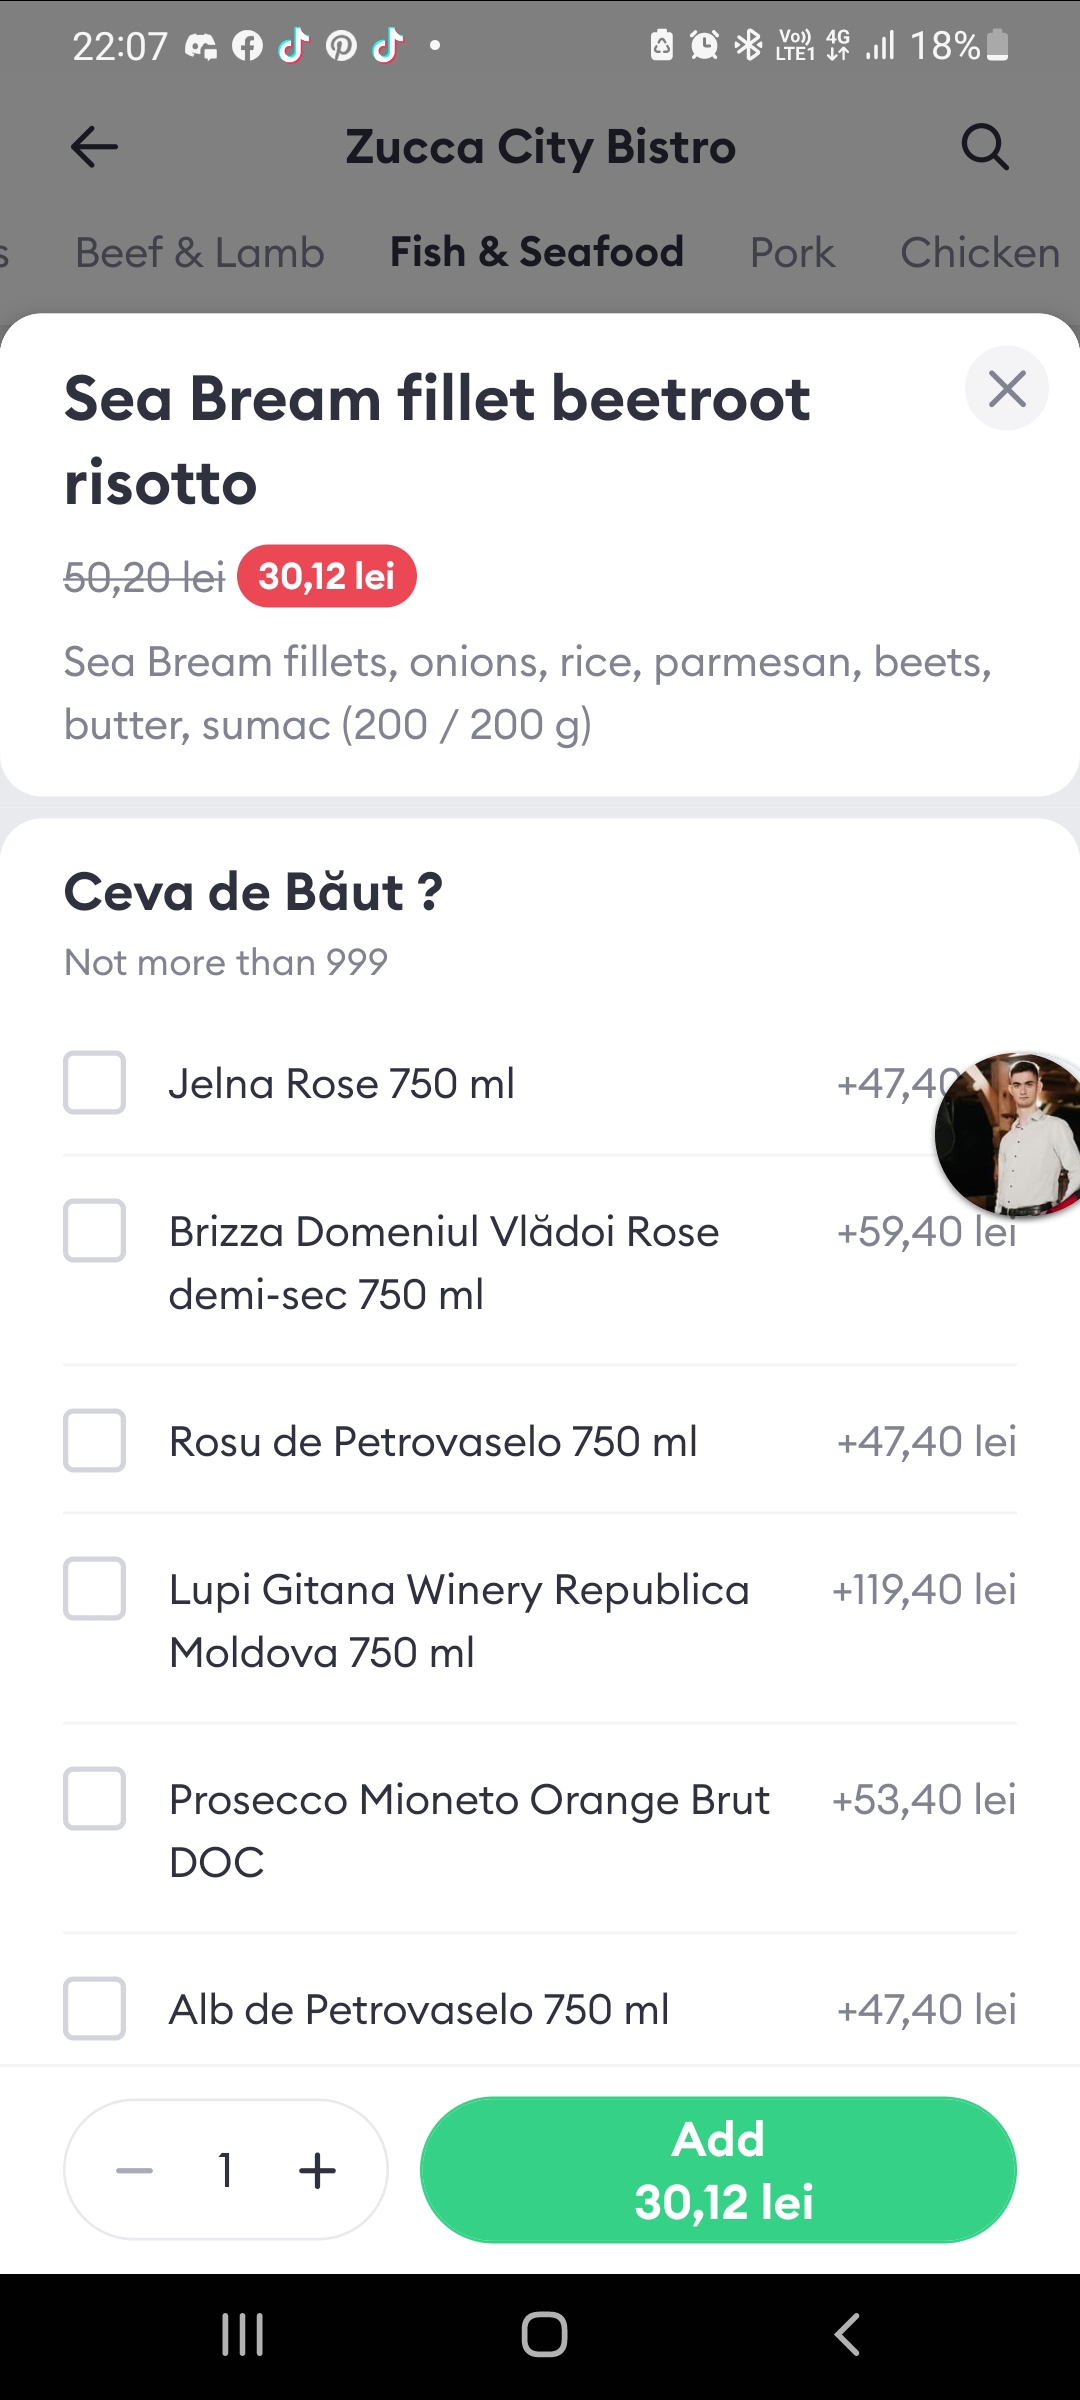 22:07
Vo)) LTE1 4G 18%
Zucca City Bistro
s Beef & Lamb Fish & Seafood Pork Chicken
Sea Bream fillet beetroot
risotto
50,20 lei 30,12 lei
Sea Bream fillets, onions, rice, parmesan, beets,
butter, sumac (200 / 200 g)
Ceva de Băut ?
Not more than 999
Jelna Rose 750 ml +47,40
Brizza Domeniul Vlădoi Rose +59,40 lei
demi-sec 750 ml
Rosu de Petrovaselo 750 ml +47,40 lei
Lupi Gitana Winery Republica +119,40 lei
Moldova 750 ml
Prosecco Mioneto Orange Brut +53,40 lei
DOC
Alb de Petrovaselo 750 ml +47,40 lei
1 Add
30,12 lei